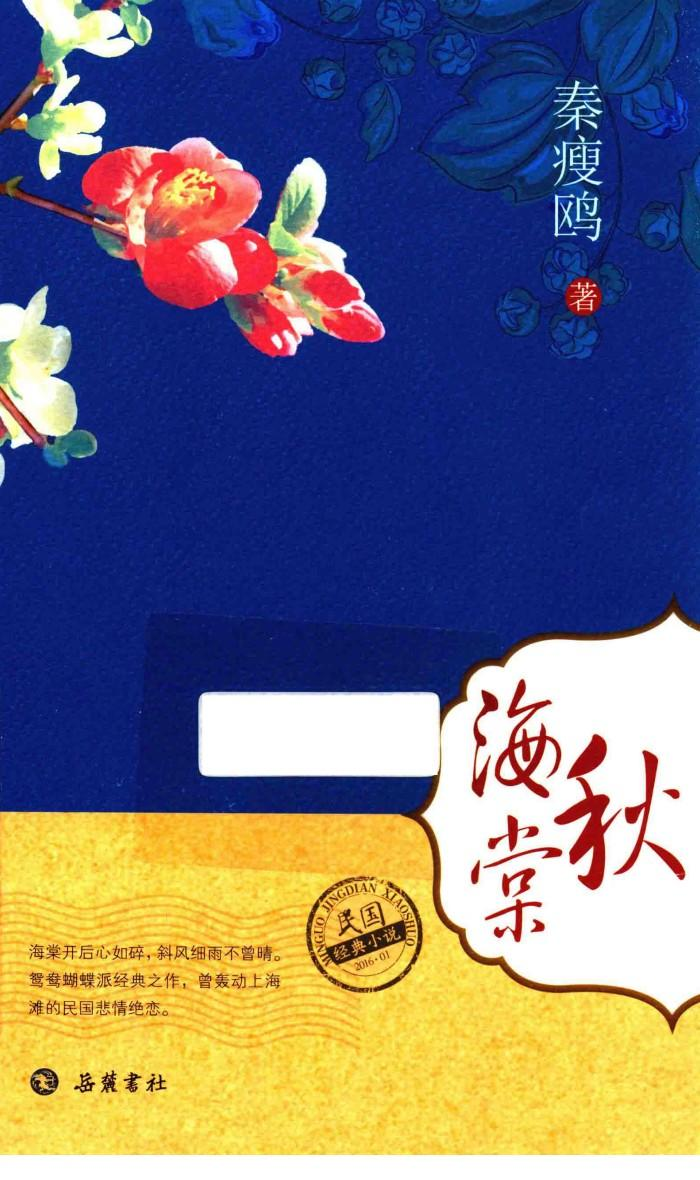 秦瘦鸥
著
秋
海棠
MINGUO JINGDIAN XIAOSHUO
民国
经典小说
2016·01
海棠开后心如碎，斜风细雨不曾晴。
鸳鸯蝴蝶派经典之作，曾轰动上海
滩的民国悲情绝恋。
岳麓書社